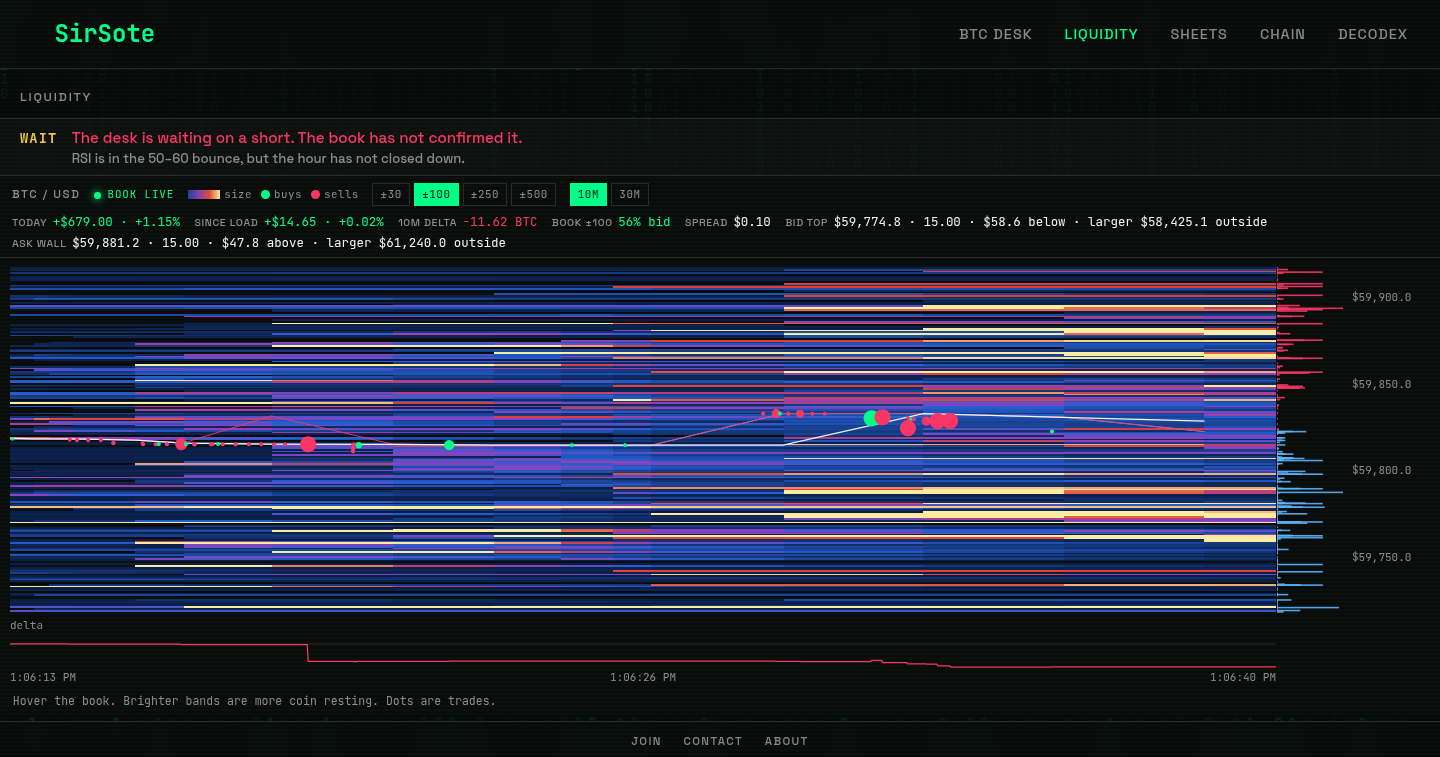 SirSote
BTC DESK LIQUIDITY SHEETS CHAIN DECODEX
LIQUIDITY
WAIT The desk is waiting on a short. The book has not confirmed it.
RSI is in the 50–60 bounce, but the hour has not closed down.
BTC / USD BOOK LIVE size buys sells ±30 ±100 ±250 ±500 10M 30M
TODAY +$679.00 · +1.15% SINCE LOAD +$14.65 · +0.02% 10M DELTA -11.62 BTC BOOK ±100 56% bid SPREAD $0.10 BID TOP $59,774.8 · 15.00 · $58.6 below · larger $58,425.1 outside
ASK WALL $59,881.2 · 15.00 · $47.8 above · larger $61,240.0 outside
$59,900.0
$59,850.0
$59,800.0
$59,750.0
delta
1:06:13 PM 1:06:26 PM 1:06:40 PM
Hover the book. Brighter bands are more coin resting. Dots are trades.
JOIN CONTACT ABOUT